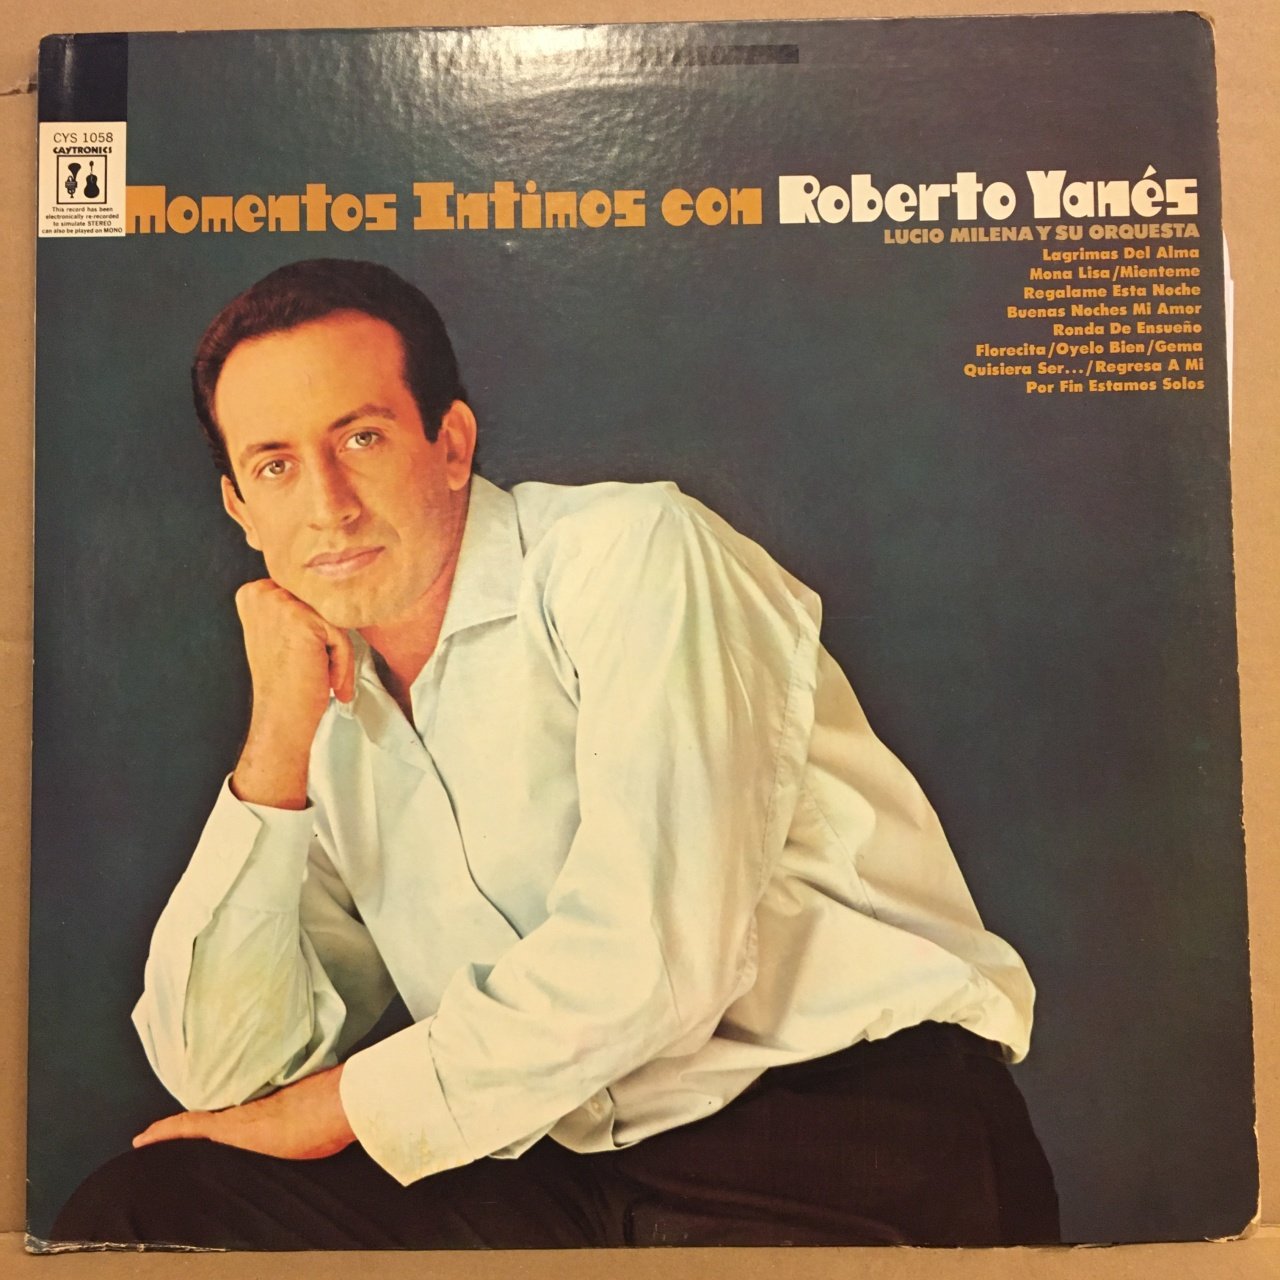 CYS 1058
CAYTRONICS
This record has been
electronically re-recorded
to simulate STEREO
can also be played on MONO
Momentos Intimos con Roberto Yanés
LUCIO MILENA Y SU ORQUESTA
Lagrimas Del Alma
Mona Lisa/Mienteme
Regalame Esta Noche
Buenas Noches Mi Amor
Ronda De Ensueño
Florecita/Oyelo Bien/Gema
Quisiera Ser.../Regresa A Mi
Por Fin Estamos Solos